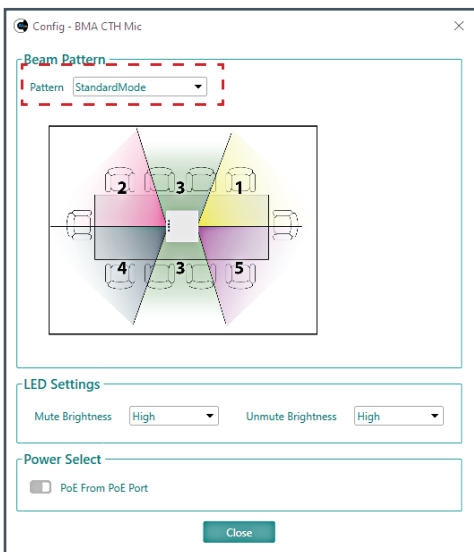 Config - BMA CTH Mic
Beam Pattern
Pattern StandardMode
2 3 1
4 3 5
LED Settings
Mute Brightness High Unmute Brightness High
Power Select
PoE From PoE Port
Close